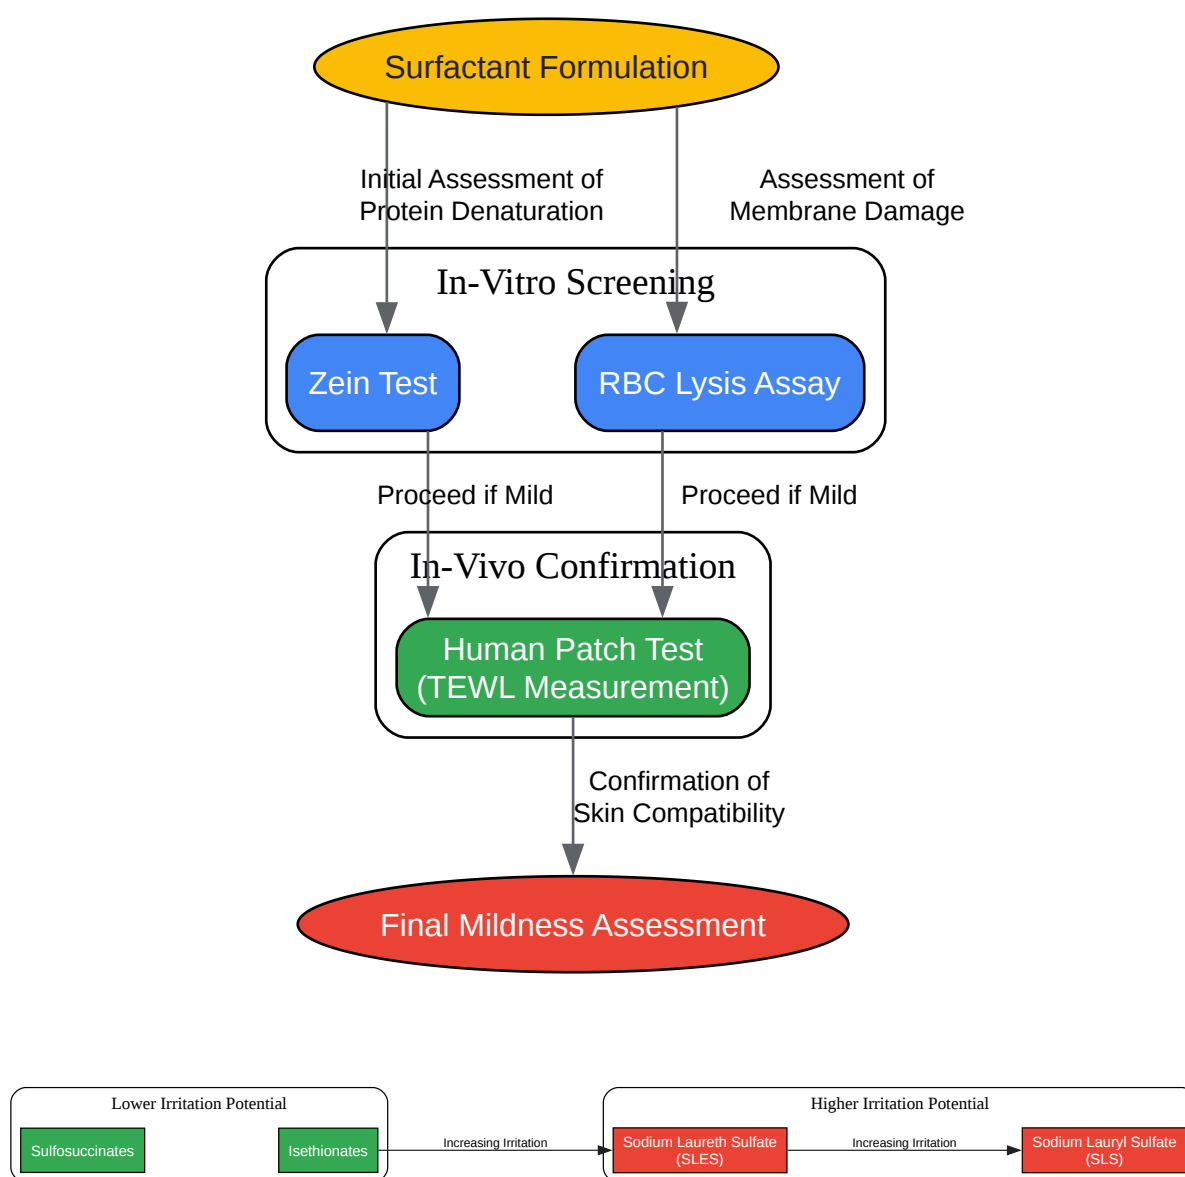 Surfactant Formulation
Initial Assessment of
Protein Denaturation
Assessment of
Membrane Damage
In-Vitro Screening
Zein Test
RBC Lysis Assay
Proceed if Mild
Proceed if Mild
In-Vivo Confirmation
Human Patch Test
(TEWL Measurement)
Confirmation of
Skin Compatibility
Final Mildness Assessment
Lower Irritation Potential
Sulfosuccinates
Isethionates
Increasing Irritation
Higher Irritation Potential
Sodium Laureth Sulfate
(SLES)
Increasing Irritation
Sodium Lauryl Sulfate
(SLS)